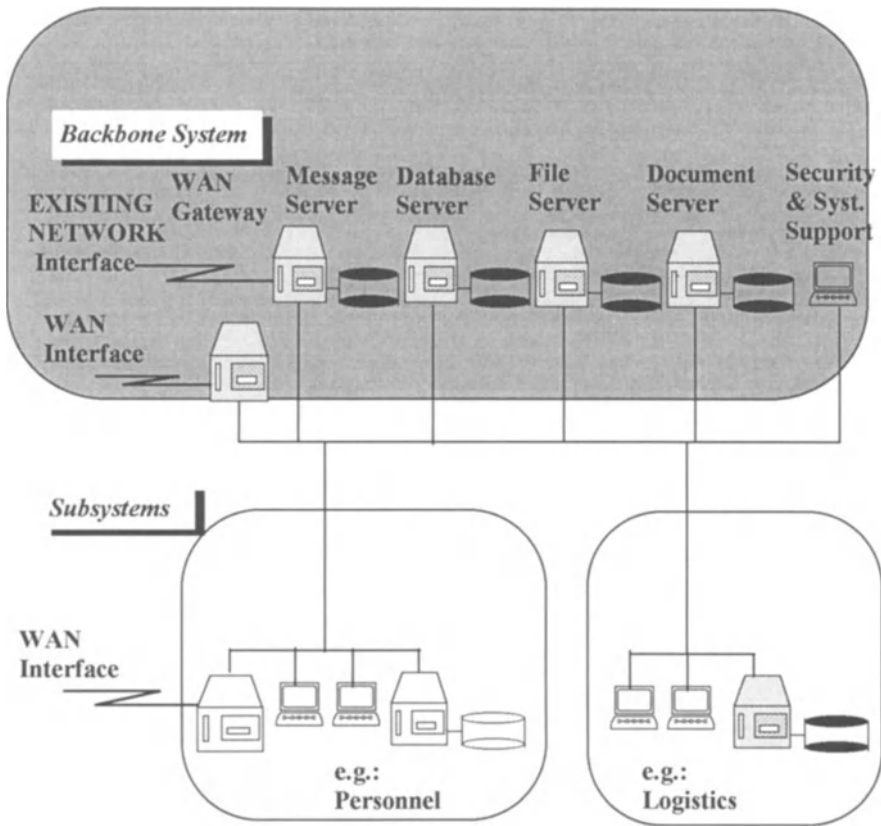 Backbone System
WAN
Gateway
Message
Server
Database
Server
File
Server
Document
Server
Security
& Syst.
Support
EXISTING
NETWORK
Interface
WAN
Interface
Subsystems
WAN
Interface
e.g.:
Personnel
e.g.:
Logistics